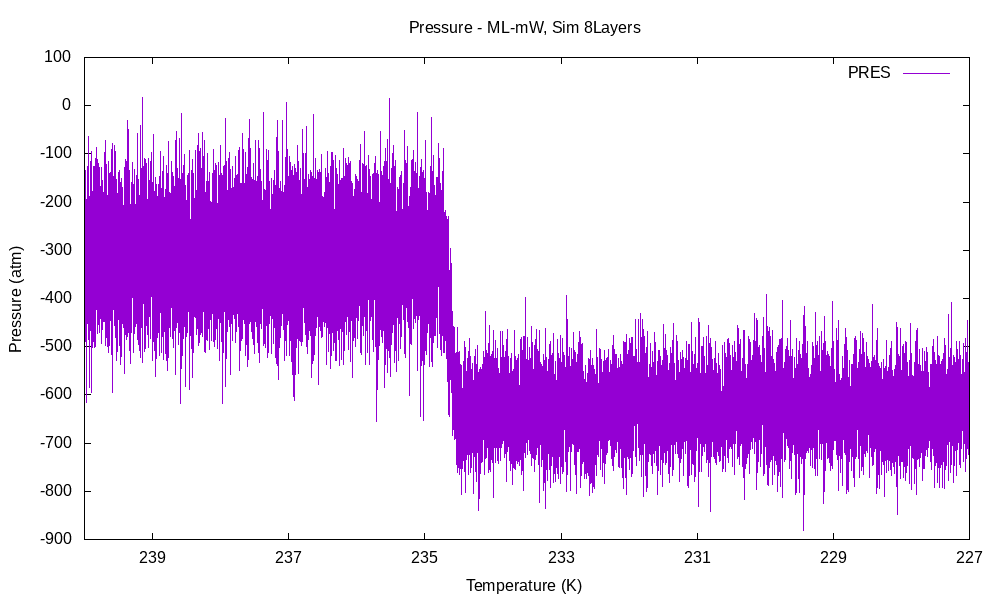 Pressure - ML-mW, Sim 8Layers
PRES
100
0
-100
-200
-300
-400
-500
-600
-700
-800
-900
Pressure (atm)
239 237 235 233 231 229 227
Temperature (K)